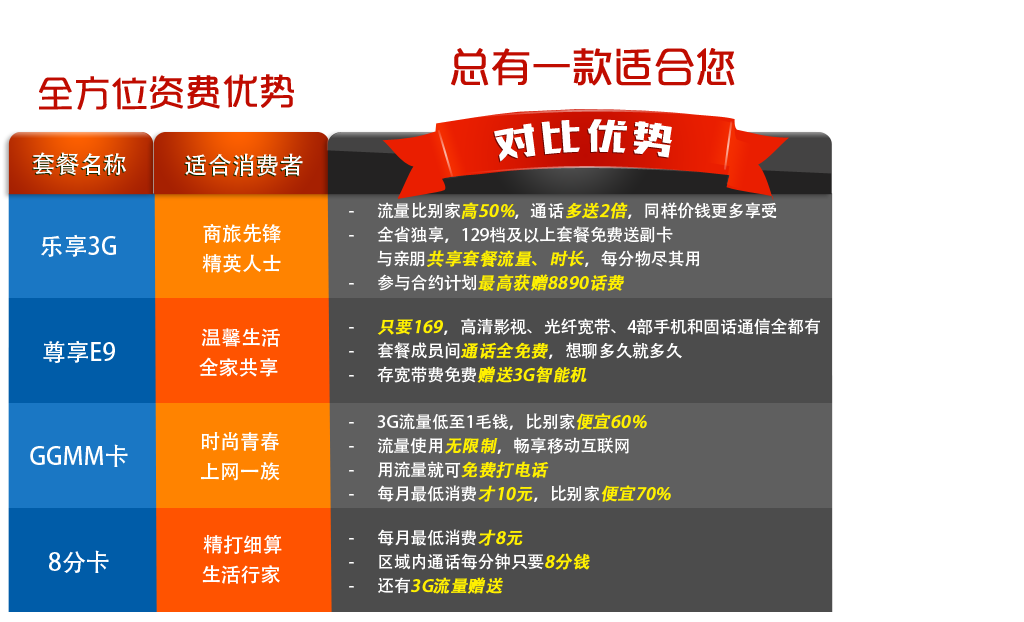 全方位资费优势
总有一款适合您
套餐名称
适合消费者
对比优势
乐享3G
商旅先锋
精英人士
- 流量比别家高50%，通话多送2倍，同样价钱更多享受
- 全省独享，129档及以上套餐免费送副卡
与亲朋共享套餐流量、时长，每分物尽其用
- 参与合约计划最高获赠8890话费
尊享E9
温馨生活
全家共享
- 只要169，高清影视、光纤宽带、4部手机和固话通信全都有
- 套餐成员间通话全免费，想聊多久就多久
- 存宽带费免费赠送3G智能机
GGMM卡
时尚青春
上网一族
- 3G流量低至1毛钱，比别家便宜60%
- 流量使用无限制，畅享移动互联网
- 用流量就可免费打电话
- 每月最低消费才10元，比别家便宜70%
8分卡
精打细算
生活行家
- 每月最低消费才8元
- 区域内通话每分钟只要8分钱
- 还有3G流量赠送